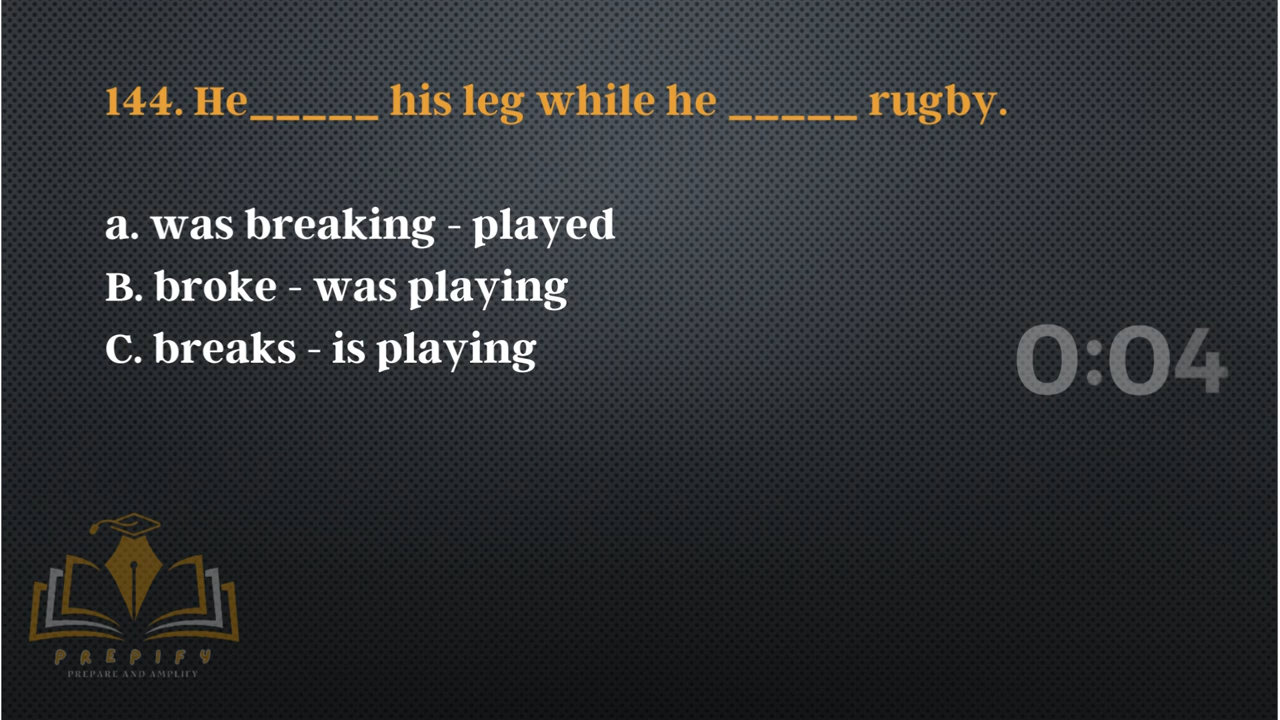 144. He_____ his leg while he _____ rugby.
a. was breaking - played
B. broke - was playing
C. breaks - is playing
0:04
PREPIFY
PREPARE AND AMPLIFY